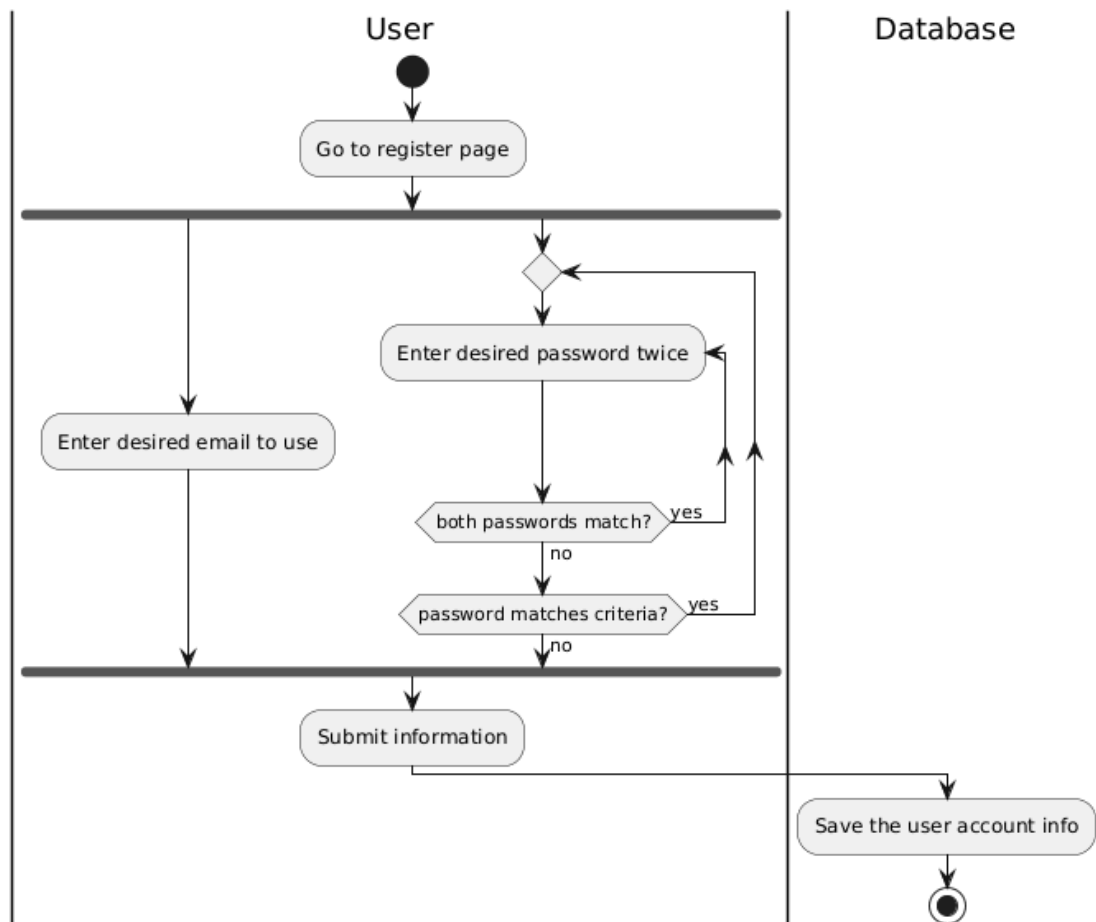 User
Database
Go to register page
Enter desired password twice
Enter desired email to use
both passwords match?
yes
no
password matches criteria?
yes
no
Submit information
Save the user account info